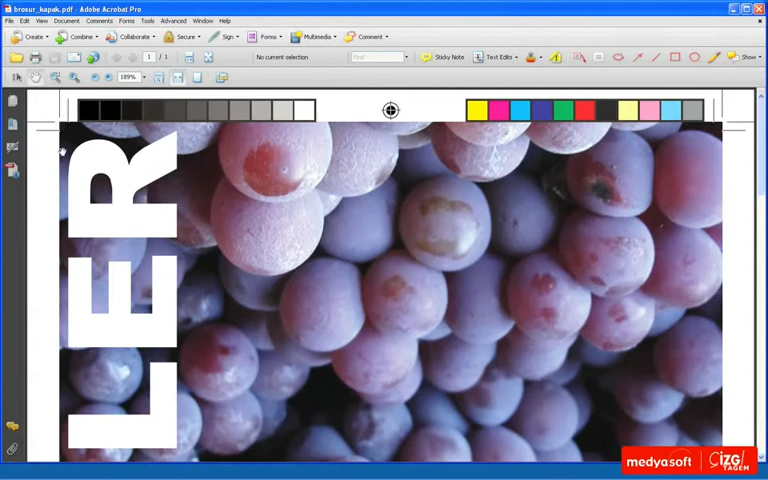 brosur_kapak.pdf - Adobe Acrobat Pro
File Edit View Document Comments Forms Tools Advanced Window Help
Create Combine Collaborate Secure Sign Forms Multimedia Comment
1 / 1 No current selection Find Sticky Note Text Edits Show
189%
LER
medyasoft ÇİZGİ TAGEM